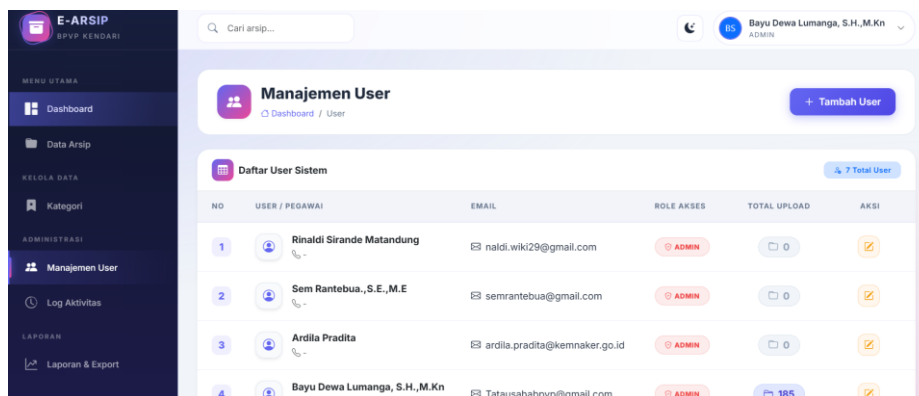 E-ARSIP
BPVP KENDARI
MENU UTAMA
Dashboard
Data Arsip
KELOLA DATA
Kategori
ADMINISTRASI
Manajemen User
Log Aktivitas
LAPORAN
Laporan & Export
Cari arsip...
BS
Bayu Dewa Lumanga, S.H.,M.Kn
ADMIN
Manajemen User
Dashboard / User
+ Tambah User
Daftar User Sistem
7 Total User
NO USER / PEGAWAI EMAIL ROLE AKSES TOTAL UPLOAD AKSI
1 Rinaldi Sirande Matandung naldi.wiki29@gmail.com ADMIN 0
-
2 Sem Rantebua.,S.E.,M.E semrantebua@gmail.com ADMIN 0
-
3 Ardila Pradita ardila.pradita@kemnaker.go.id ADMIN 0
-
4 Bayu Dewa Lumanga, S.H.,M.Kn Tatausahabpvp@gmail.com ADMIN 185